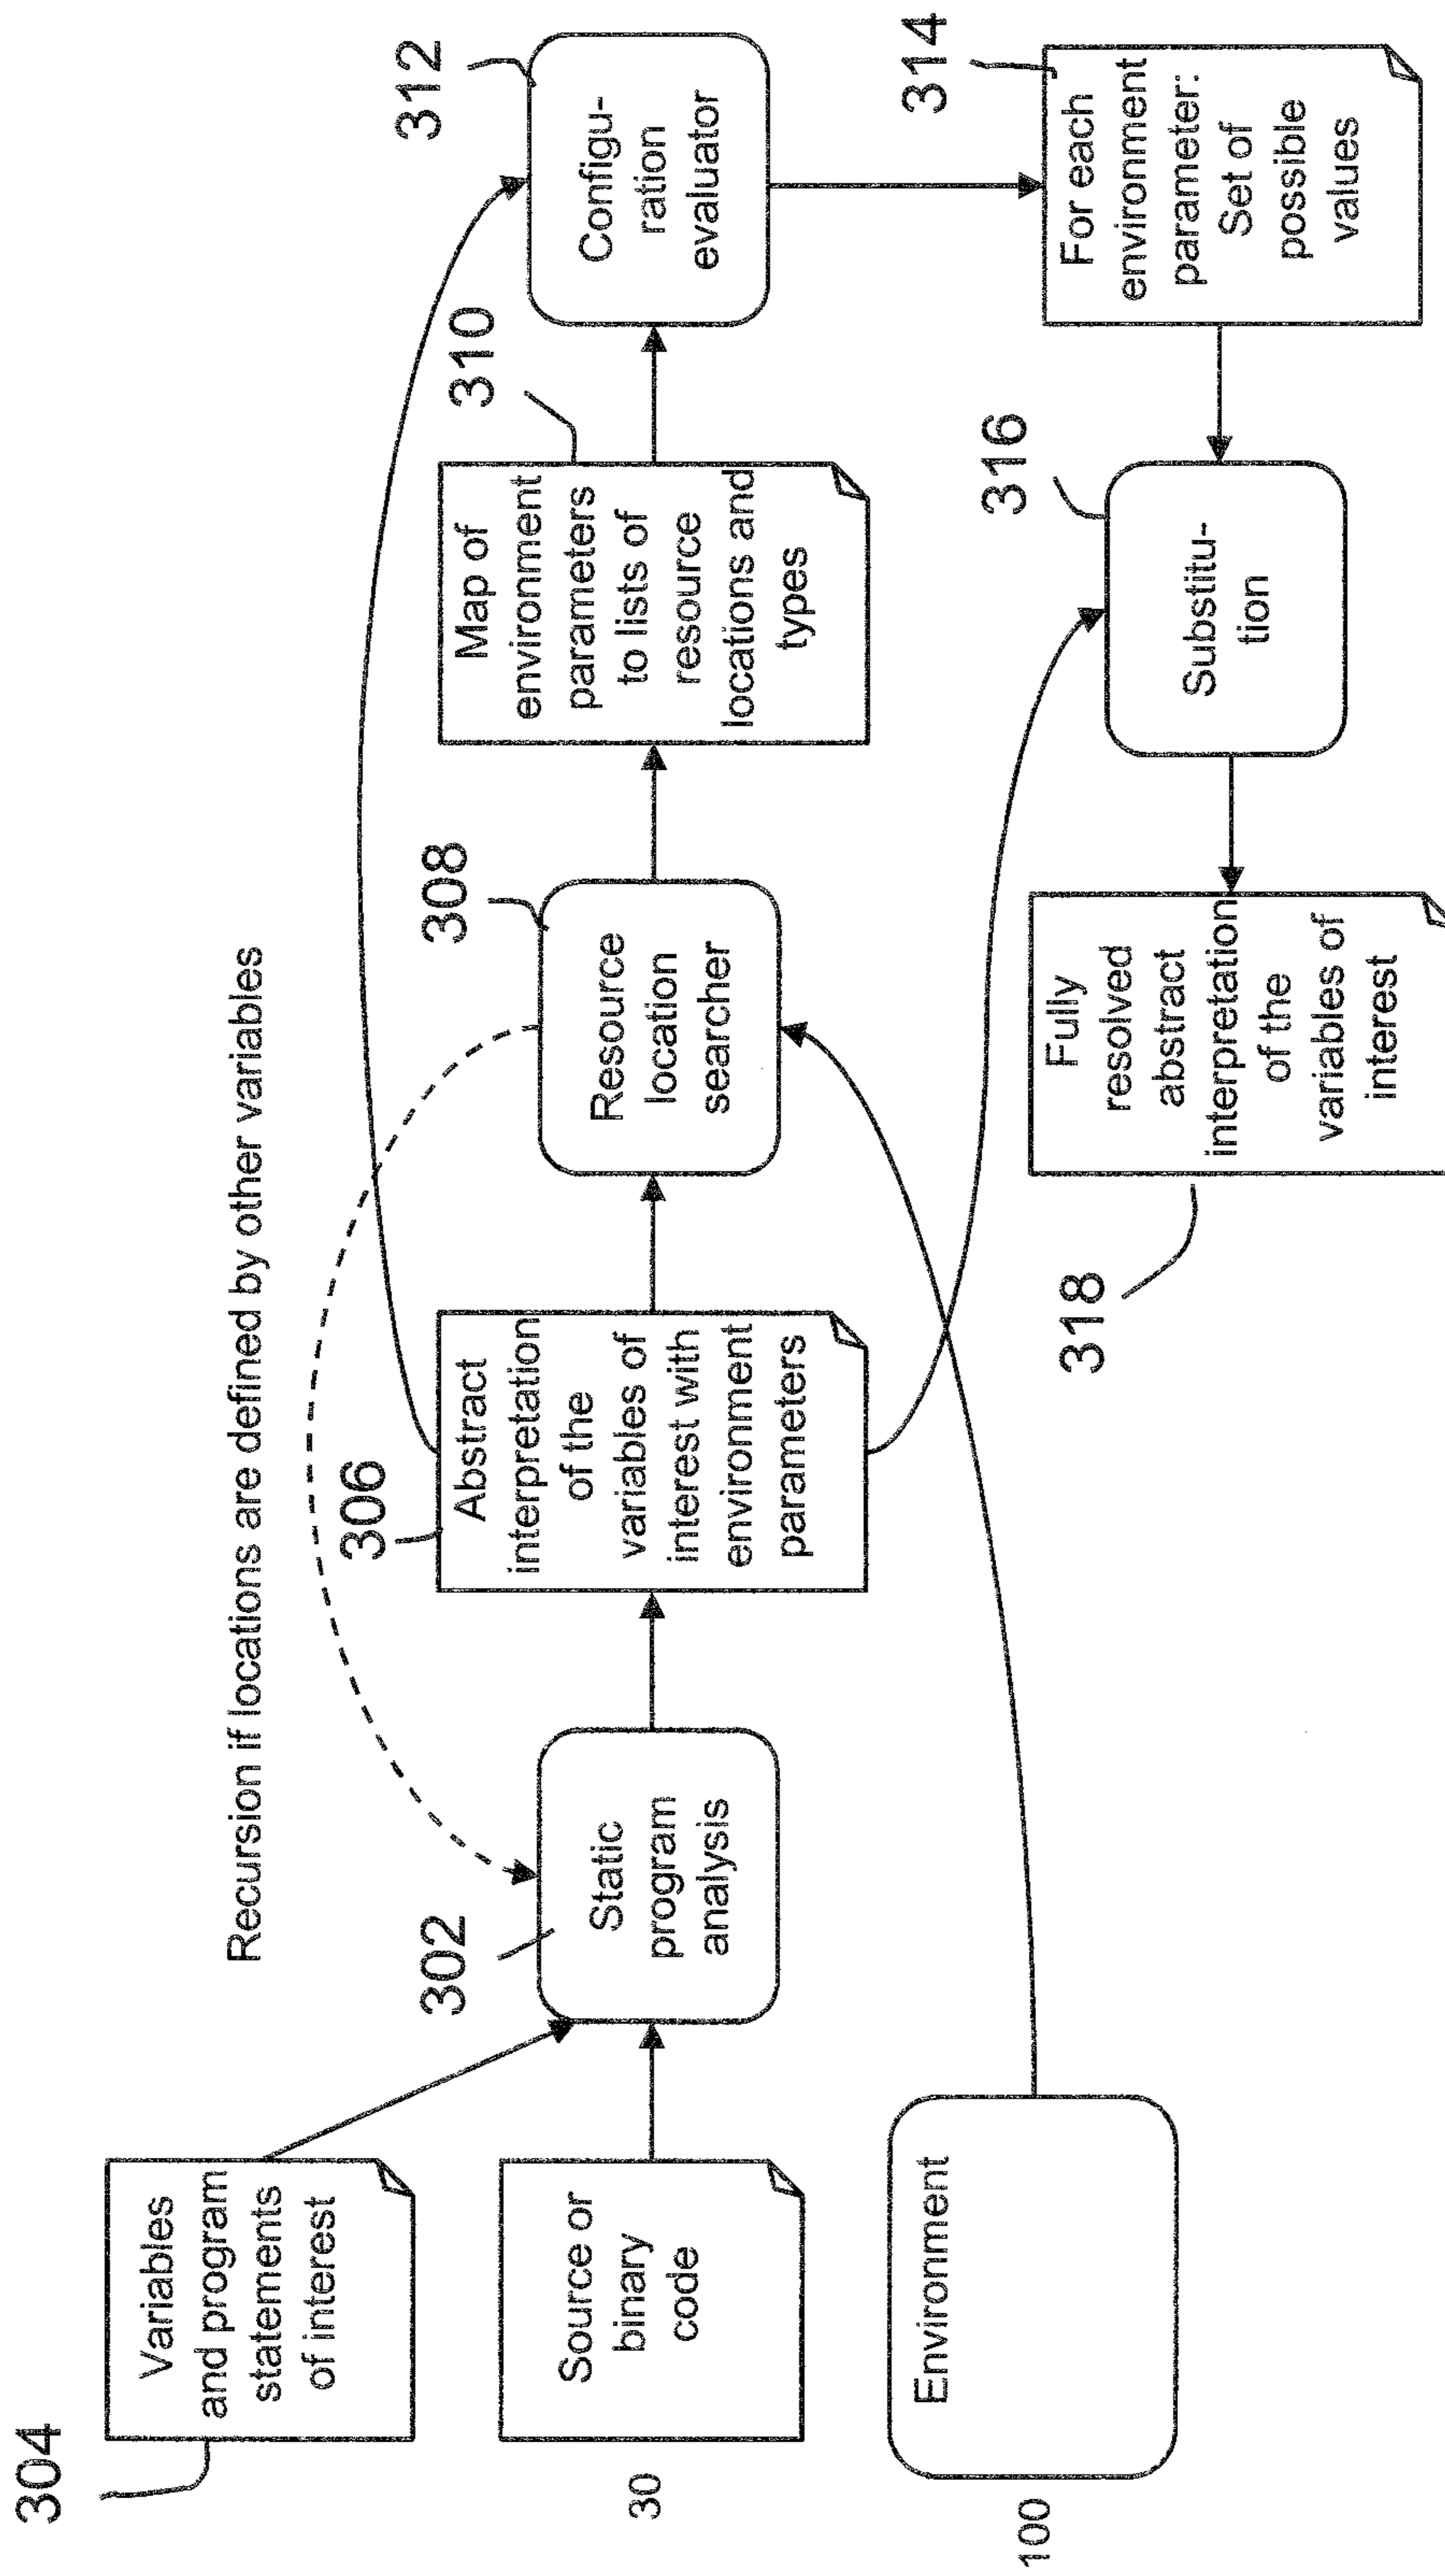 Recursion if locations are defined by other variables
304
Variables
and program
statements
of interest
30
Source or
binary
code
100
Environment
302
Static
program
analysis
306
Abstract
interpretation
of the
variables of
interest with
environment
parameters
308
Resource
location
searcher
310
Map of
environment
parameters
to lists of
resource
locations and
types
312
Configu-
ration
evaluator
314
For each
environment
parameter:
Set of
possible
values
316
Substitu-
tion
318
Fully
resolved
abstract
interpretation
of the
variables of
interest